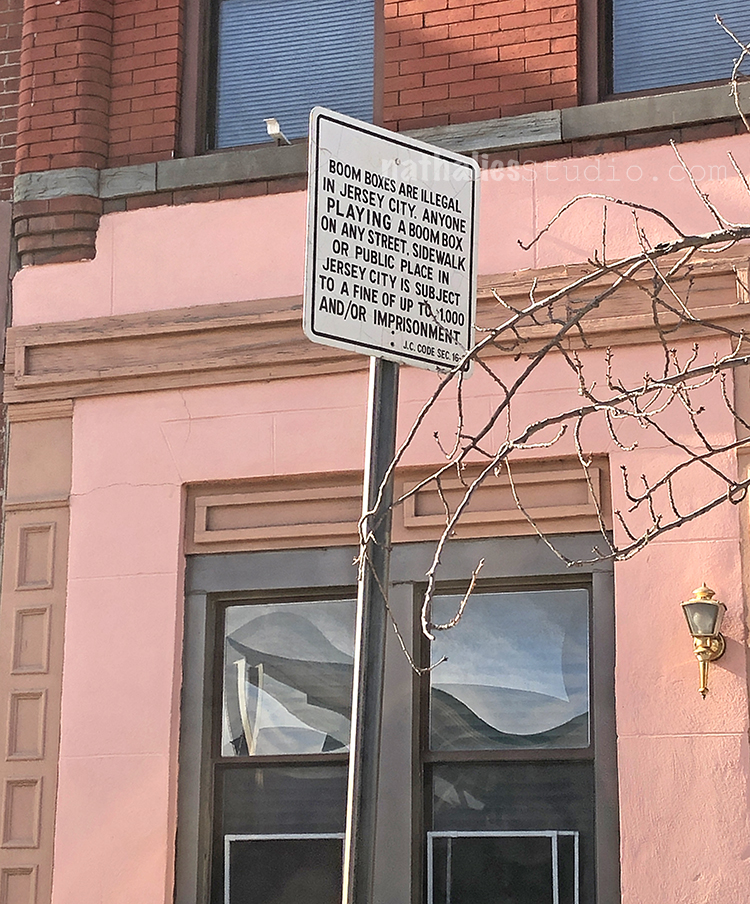 nathaliesstudio.com
BOOM BOXES ARE ILLEGAL
IN JERSEY CITY. ANYONE
PLAYING A BOOM BOX
ON ANY STREET, SIDEWALK
OR PUBLIC PLACE IN
JERSEY CITY IS SUBJECT
TO A FINE OF UP TO $1,000
AND/OR IMPRISONMENT
J.C. CODE SEC. 16-